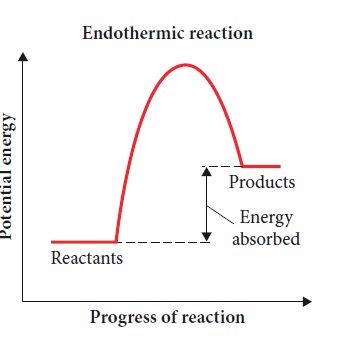 Endothermic reaction
Potential energy
Products
Energy
absorbed
Reactants
Progress of reaction